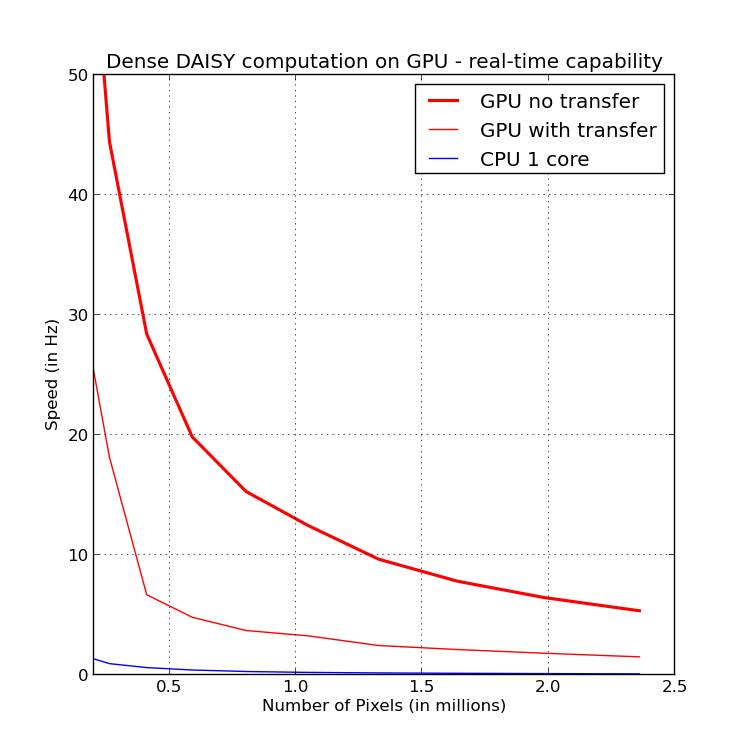 Dense DAISY computation on GPU - real-time capability
GPU no transfer
GPU with transfer
CPU 1 core
50
40
30
20
10
0
Speed (in Hz)
0.5
1.0
1.5
2.0
2.5
Number of Pixels (in millions)